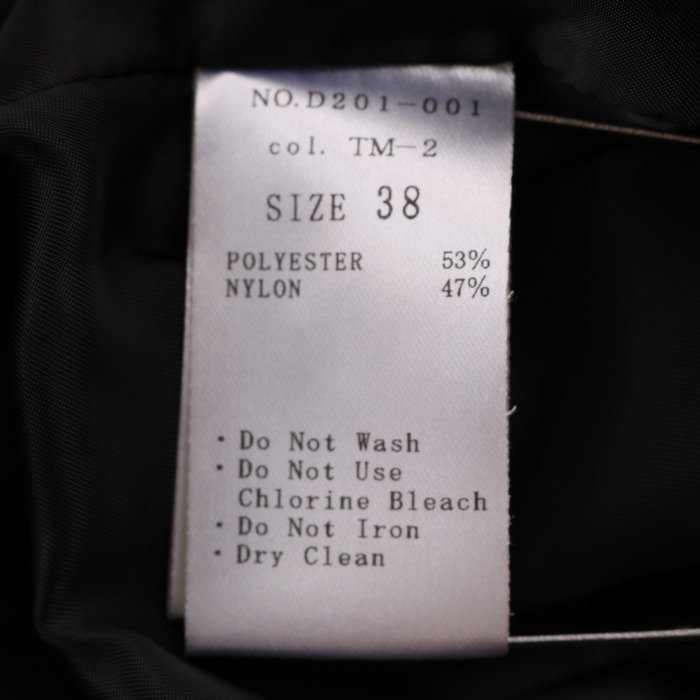 NO.D201-001
col. TM-2
SIZE 38
POLYESTER 53%
NYLON 47%
・Do Not Wash
・Do Not Use
Chlorine Bleach
・Do Not Iron
・Dry Clean